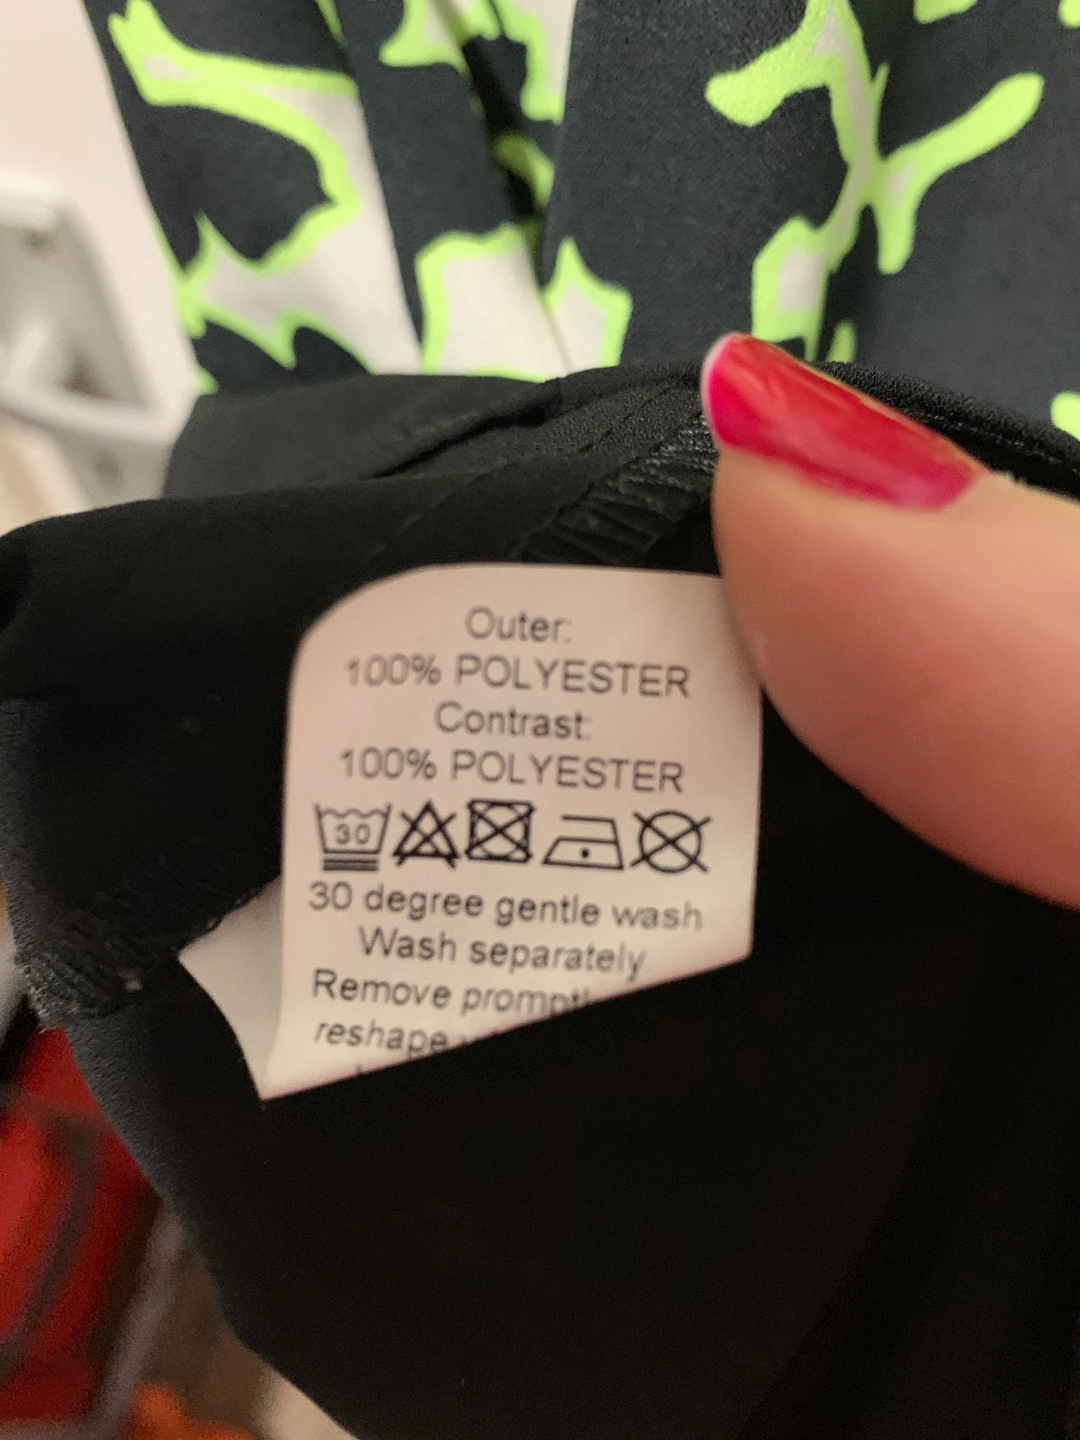 Outer:
100% POLYESTER
Contrast:
100% POLYESTER
30
30 degree gentle wash
Wash separately
Remove
reshape